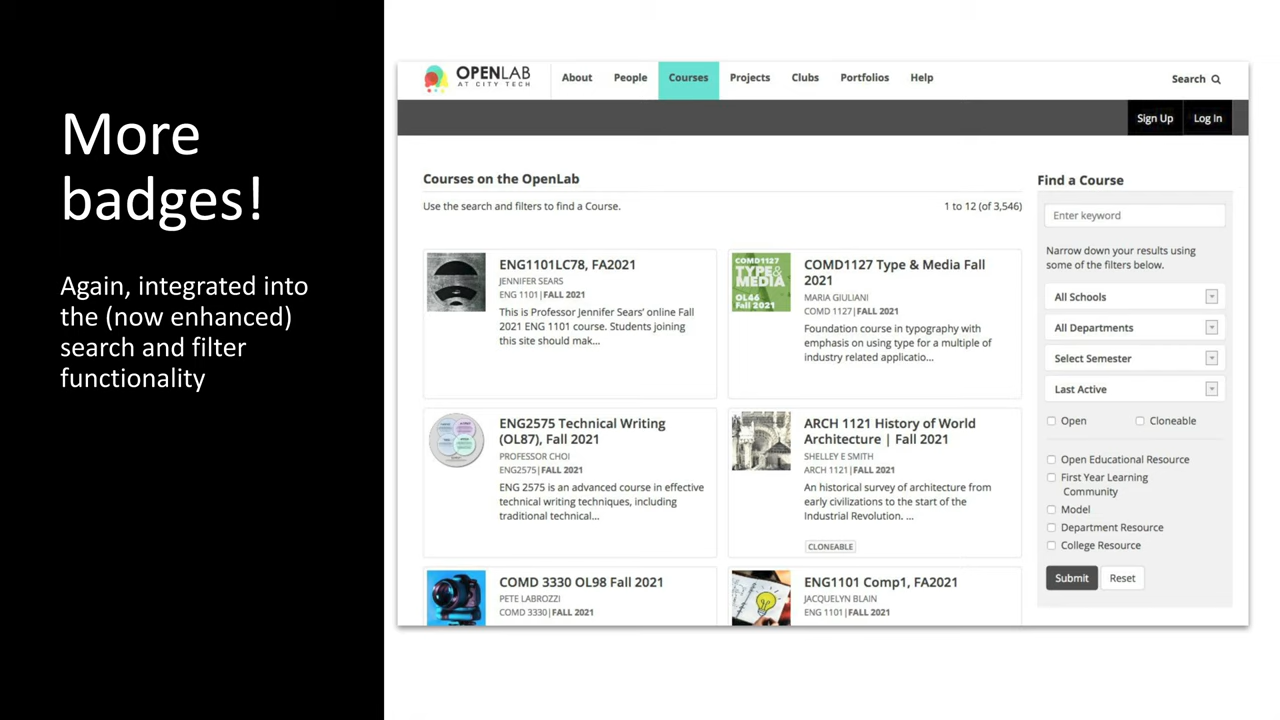 More
badges!
Again, integrated into
the (now enhanced)
search and filter
functionality
OPENLAB
AT CITY TECH
About People Courses Projects Clubs Portfolios Help Search
Sign Up Log In
Courses on the OpenLab
Use the search and filters to find a Course.
1 to 12 (of 3,546)
ENG1101LC78, FA2021
JENNIFER SEARS
ENG 1101|FALL 2021
This is Professor Jennifer Sears' online Fall
2021 ENG 1101 course. Students joining
this site should mak...
COMD1127
TYPE&
MEDIA
OL46
Fall 2021
COMD1127 Type & Media Fall
2021
MARIA GIULIANI
COMD 1127|FALL 2021
Foundation course in typography with
emphasis on using type for a multiple of
industry related applicatio...
ENG2575 Technical Writing
(OL87), Fall 2021
PROFESSOR CHOI
ENG2575|FALL 2021
ENG 2575 is an advanced course in effective
technical writing techniques, including
traditional technical...
ARCH 1121 History of World
Architecture | Fall 2021
SHELLEY E SMITH
ARCH 1121|FALL 2021
An historical survey of architecture from
early civilizations to the start of the
Industrial Revolution. ...
CLONEABLE
COMD 3330 OL98 Fall 2021
PETE LABROZZI
COMD 3330|FALL 2021
ENG1101 Comp1, FA2021
JACQUELYN BLAIN
ENG 1101|FALL 2021
Find a Course
Enter keyword
Narrow down your results using
some of the filters below.
All Schools
All Departments
Select Semester
Last Active
Open Cloneable
Open Educational Resource
First Year Learning
Community
Model
Department Resource
College Resource
Submit Reset